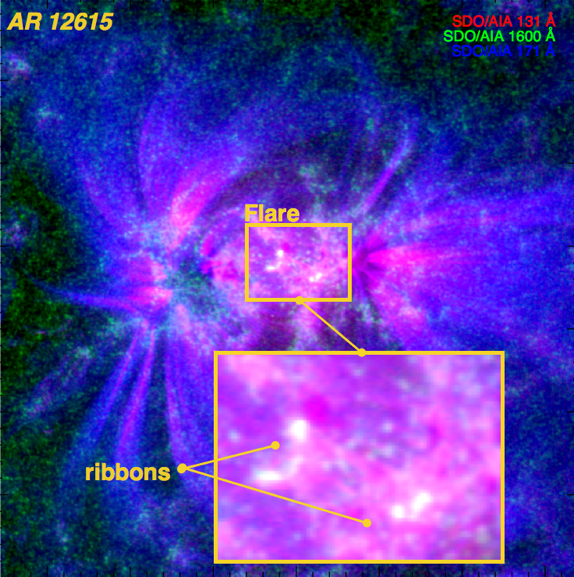 AR 12615
SDO/AIA 131 Å
SDO/AIA 1600 Å
SDO/AIA 171 Å
Flare
ribbons